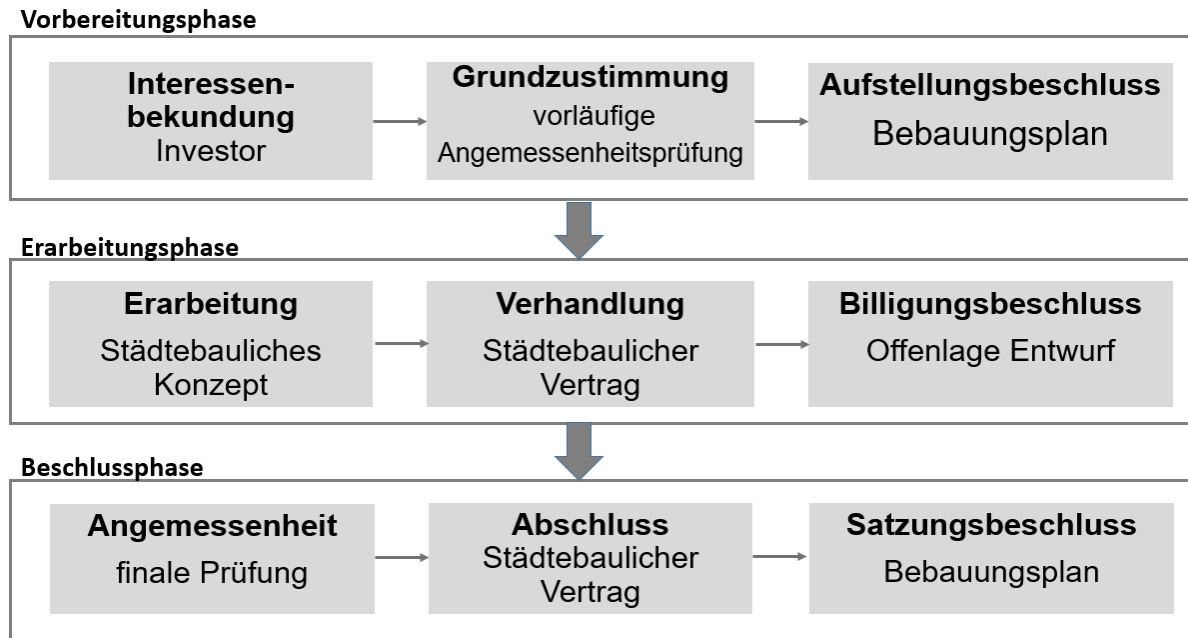 Vorbereitungsphase
Interessen-
bekundung
Investor
Grundzustimmung
vorläufige
Angemessenheitsprüfung
Aufstellungsbeschluss
Bebauungsplan
Erarbeitungsphase
Erarbeitung
Städtebauliches
Konzept
Verhandlung
Städtebaulicher
Vertrag
Billigungsbeschluss
Offenlage Entwurf
Beschlussphase
Angemessenheit
finale Prüfung
Abschluss
Städtebaulicher
Vertrag
Satzungsbeschluss
Bebauungsplan